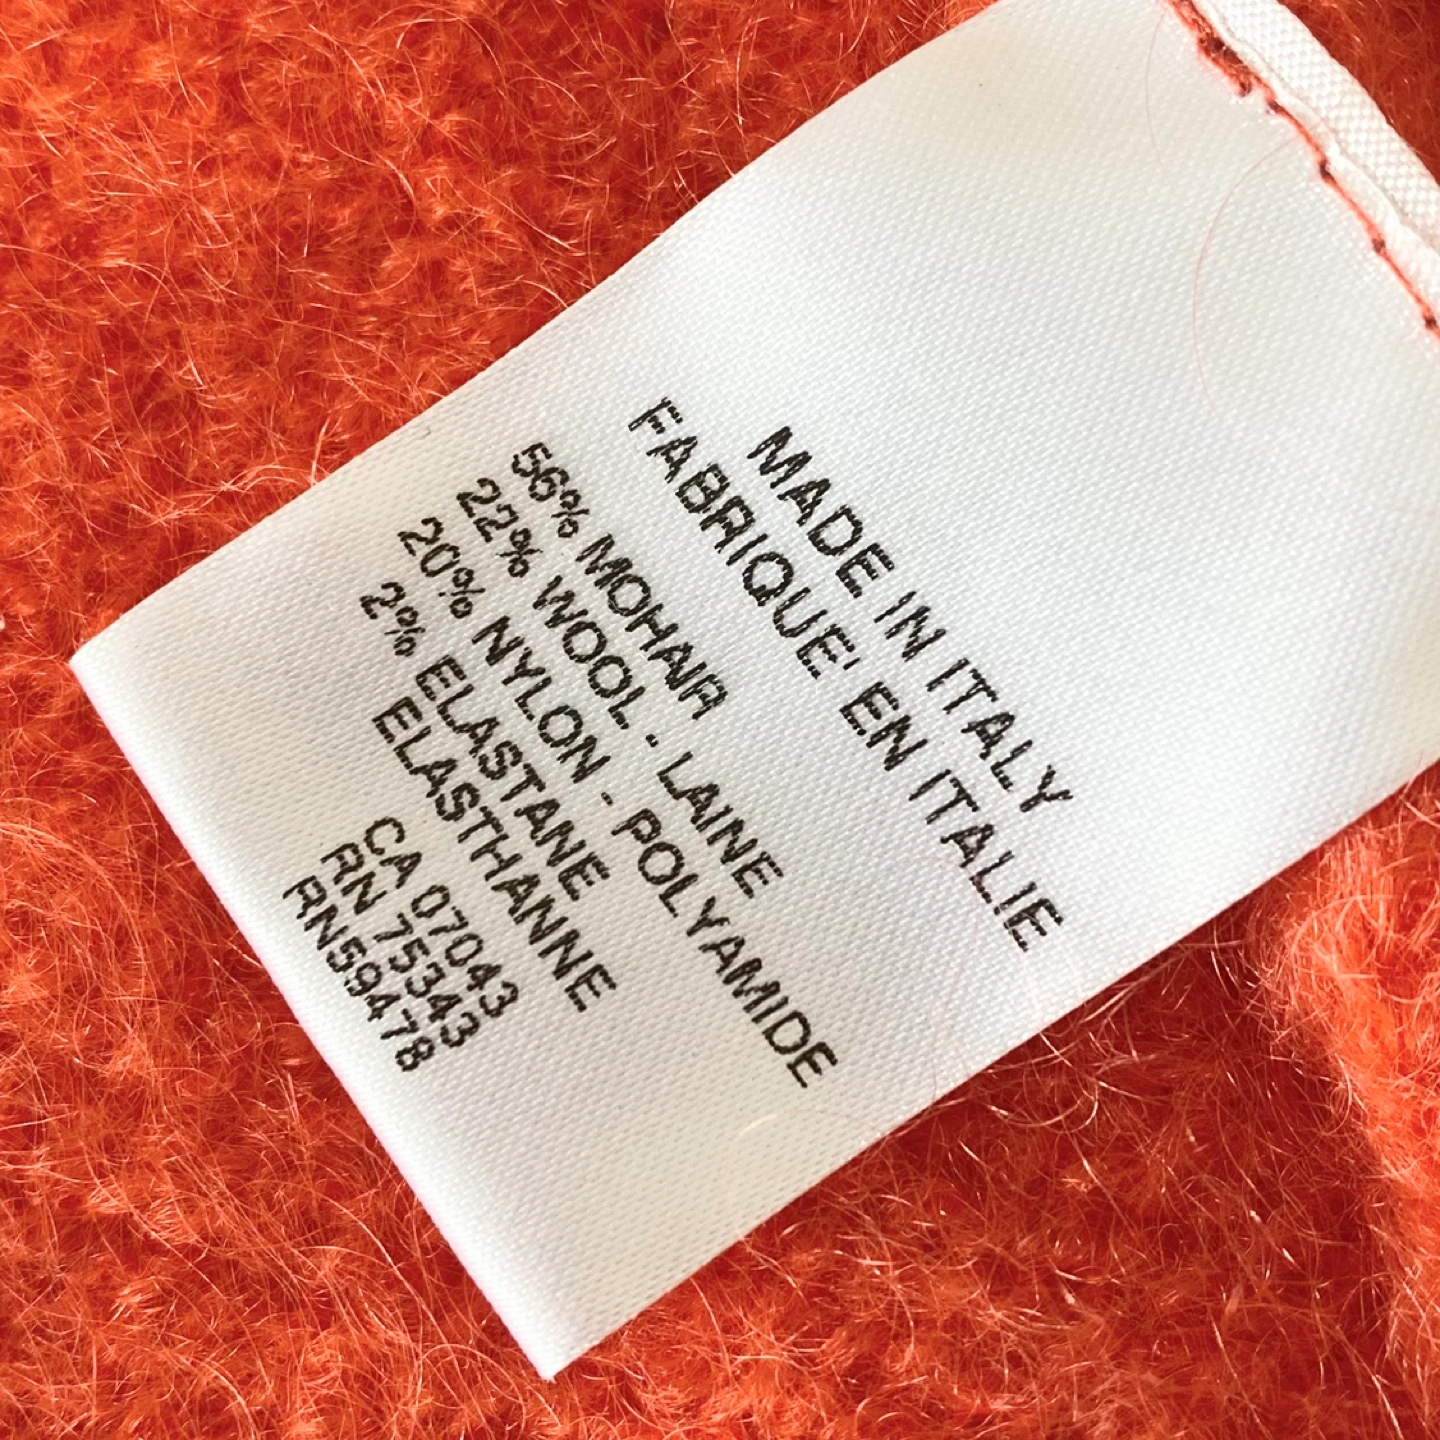 MADE IN ITALY
FABRIQUE' EN ITALIE
56% MOHAIR
22% WOOL - LAINE
20% NYLON - POLYAMIDE
2% ELASTANE
ELASTHANNE
CA 07043
RN 75343
RN59478